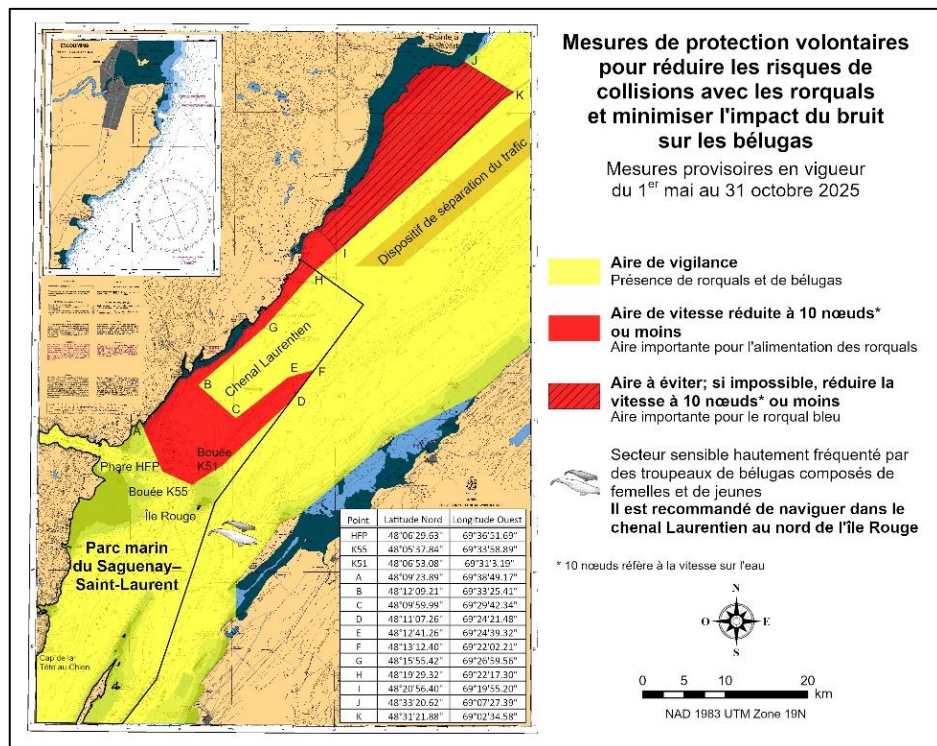 Mesures de protection volontaires
pour réduire les risques de
collisions avec les rorquals
et minimiser l'impact du bruit
sur les bélugas
Mesures provisoires en vigueur
du 1er mai au 31 octobre 2025
Aire de vigilance
Présence de rorquals et de bélugas
Aire de vitesse réduite à 10 nœuds*
ou moins
Aire importante pour l'alimentation des rorquals
Aire à éviter; si impossible, réduire la
vitesse à 10 nœuds* ou moins
Aire importante pour le rorqual bleu
Secteur sensible hautement fréquenté par
des troupeaux de bélugas composés de
femelles et de jeunes
Il est recommandé de naviguer dans le
chenal Laurentien au nord de l'île Rouge
* 10 nœuds réfère à la vitesse sur l'eau
N
O E
S
0 5 10 20
km
NAD 1983 UTM Zone 19N
J
K
Dispositif de séparation du trafic
I
H
G
Chenal Laurentien
B
E
F
C
D
A
Phare HFP
Bouée
K51
Bouée K55
Île Rouge
Parc marin
du Saguenay–
Saint-Laurent
Cap de la
Tête au Chien
Point Latitude Nord Longitude Ouest
HFP 48°06'29.63" 69°36'51.69"
K55 48°05'37.84" 69°33'58.89"
K51 48°06'53.08" 69°31'3.19"
A 48°09'23.89" 69°38'49.17"
B 48°12'09.21" 69°33'25.41"
C 48°09'59.99" 69°29'42.34"
D 48°11'07.26" 69°24'21.48"
E 48°12'41.26" 69°24'39.32"
F 48°13'12.40" 69°22'02.21"
G 48°15'55.42" 69°26'59.56"
H 48°19'29.32" 69°22'17.30"
I 48°20'56.40" 69°19'55.20"
J 48°33'20.62" 69°07'27.39"
K 48°31'21.88" 69°02'34.58"